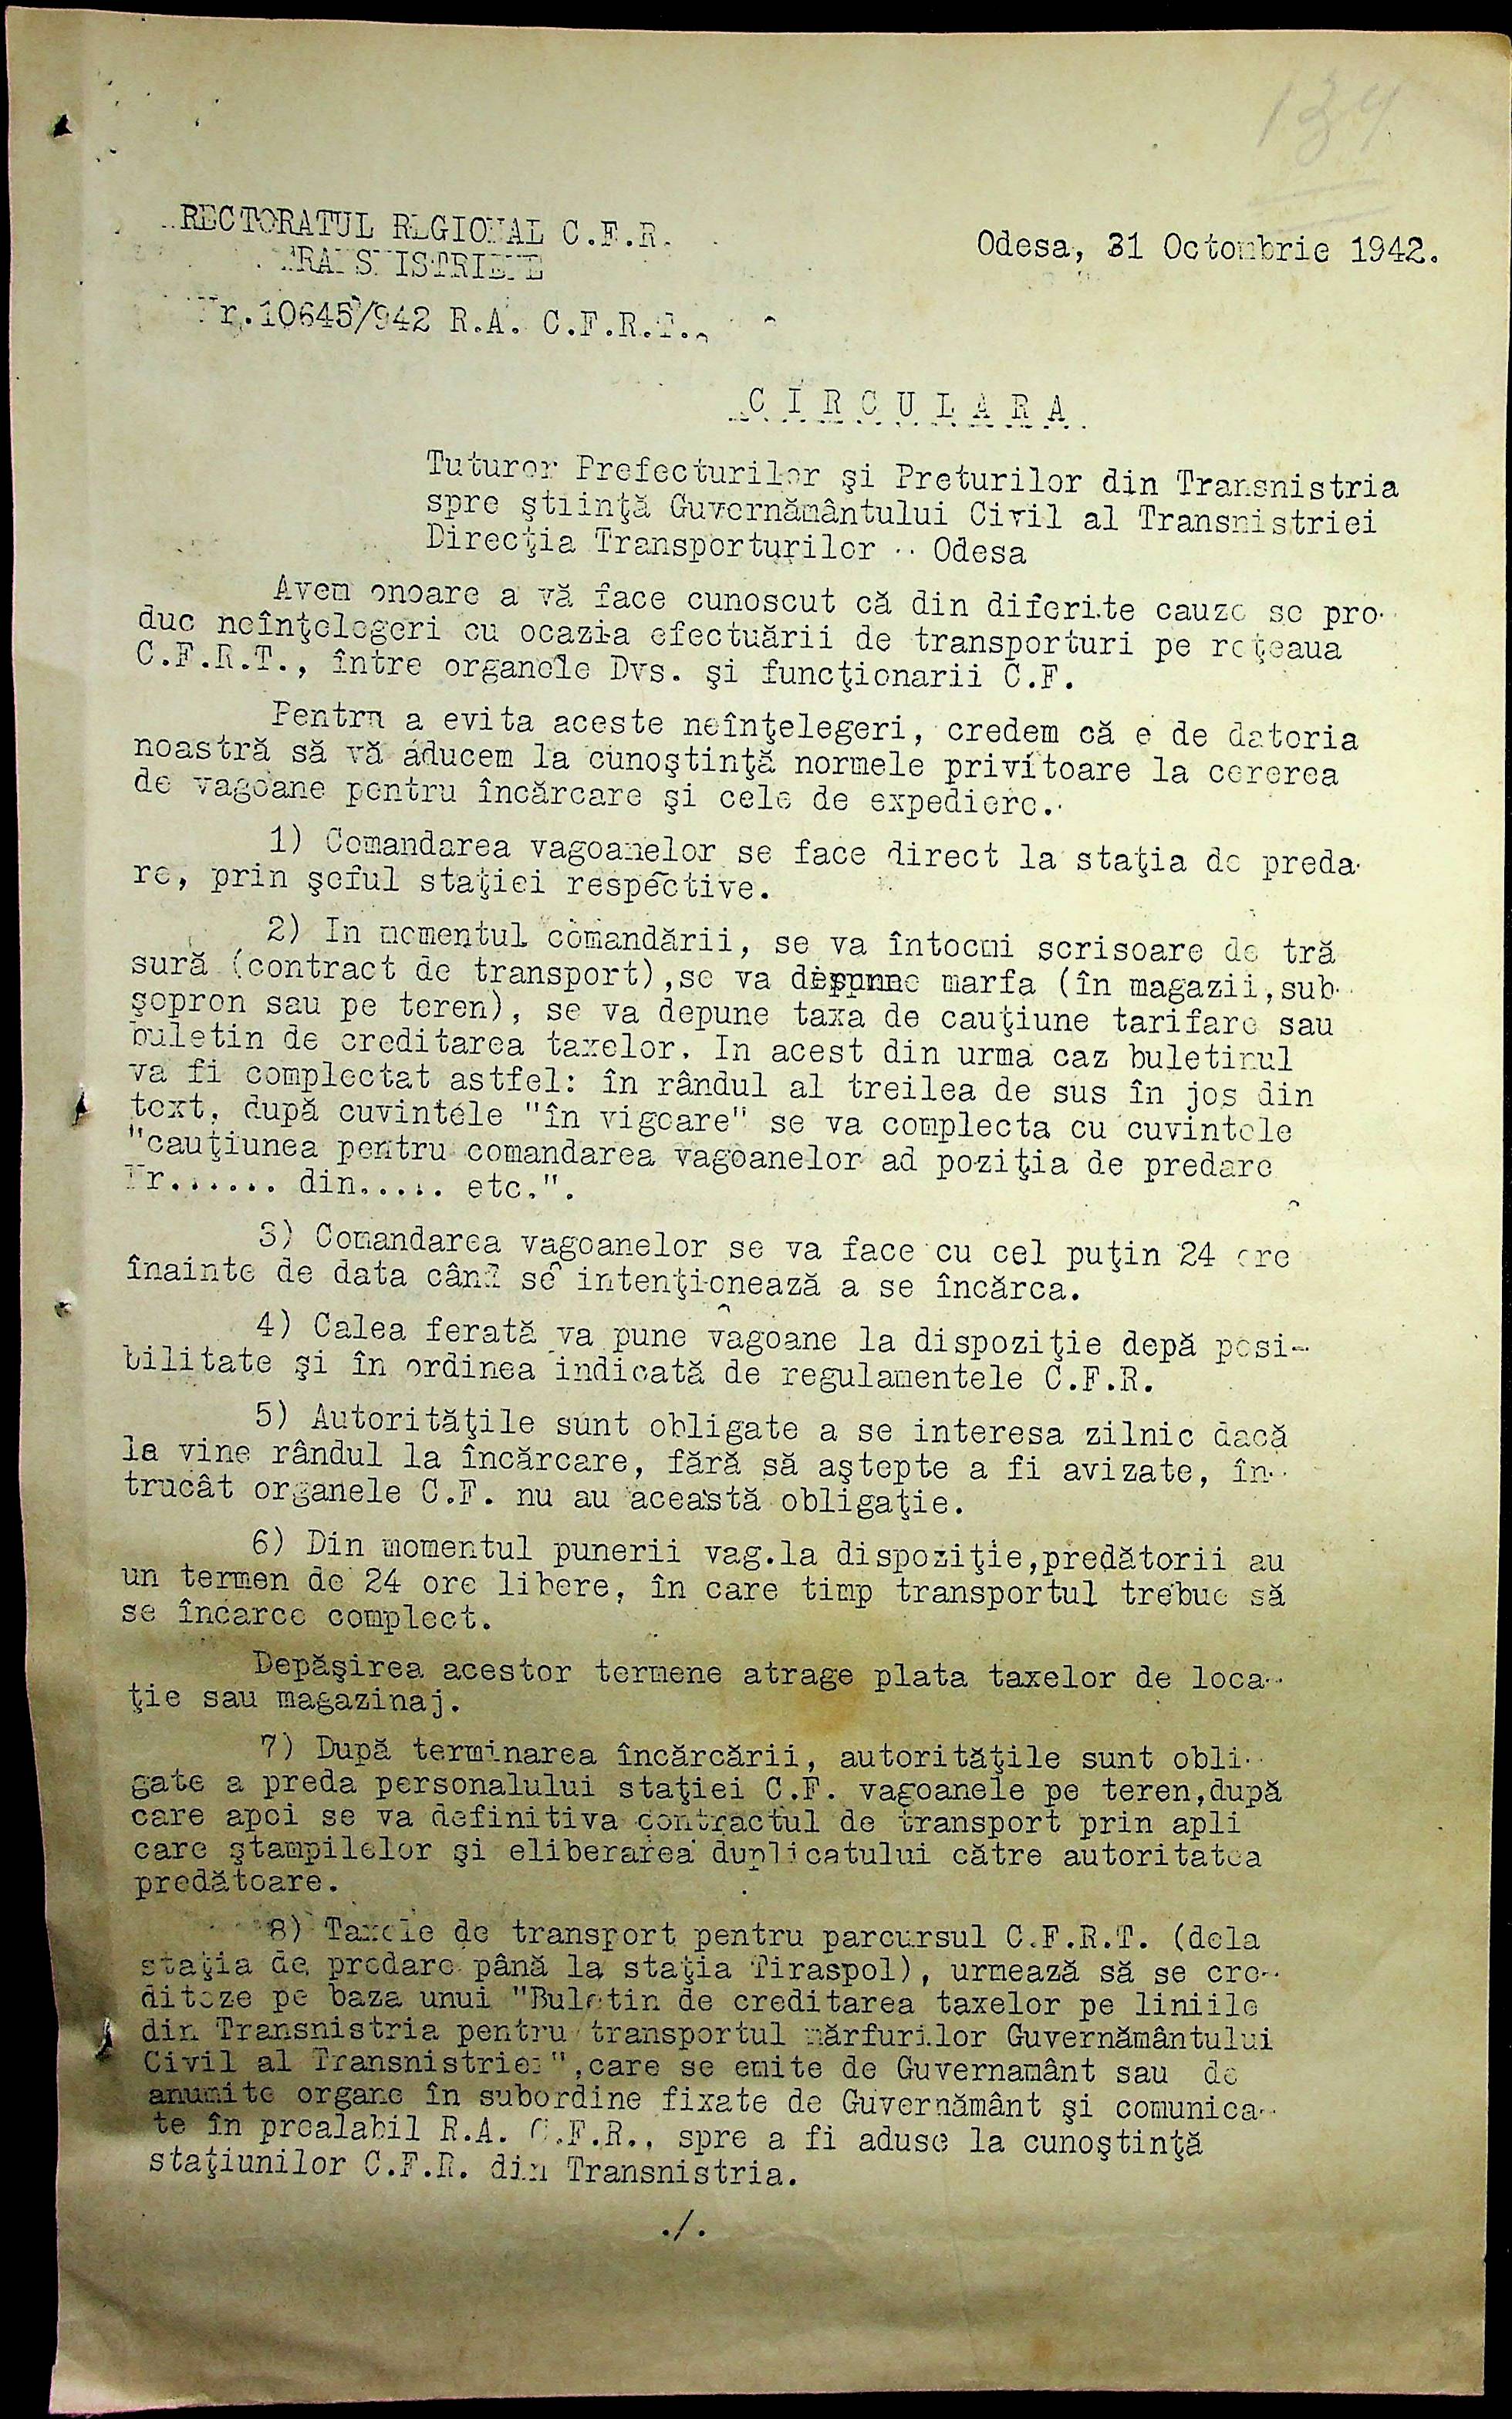 134
RECTORATUL REGIONAL C.F.R.
TRANSNISTRIENE
Nr.10645/942 R.A. C.F.R.T.
Odesa, 31 Octombrie 1942.
C I R C U L A R A
Tuturor Prefecturilor şi Preturilor din Transnistria
spre ştiinţă Guvernământului Civil al Transnistriei
Direcţia Transporturilor - Odesa
Avem onoare a vă face cunoscut că din diferite cauze se pro-
duc neînţelegeri cu ocazia efectuării de transporturi pe reţeaua
C.F.R.T., între organele Dvs. şi funcţionarii C.F.
Pentru a evita aceste neînţelegeri, credem că e de datoria
noastră să vă aducem la cunoştinţă normele privitoare la cererea
de vagoane pentru încărcare şi cele de expediere.
1) Comandarea vagoanelor se face direct la staţia de preda-
re, prin şeful staţiei respective.
2) In momentul comandării, se va întocmi scrisoare de tră
sură (contract de transport),se va depune marfa (în magazii,sub-
şopron sau pe teren), se va depune taxa de cauţiune tarifare sau
buletin de creditarea taxelor. In acest din urma caz buletinul
va fi complectat astfel: în rândul al treilea de sus în jos din
text, după cuvintele "în vigoare" se va complecta cu cuvintele
"cauţiunea pentru comandarea vagoanelor ad poziţia de predare
Nr...... din..... etc.".
3) Comandarea vagoanelor se va face cu cel puţin 24 ore
înainte de data când se intenţionează a se încărca.
4) Calea ferată va pune vagoane la dispoziţie depă posi-
bilitate şi în ordinea indicată de regulamentele C.F.R.
5) Autorităţile sunt obligate a se interesa zilnic dacă
le vine rândul la încărcare, fără să aştepte a fi avizate, în-
trucât organele C.F. nu au această obligaţie.
6) Din momentul punerii vag.la dispoziţie,predătorii au
un termen de 24 ore libere, în care timp transportul trebue să
se încarce complect.
Depăşirea acestor termene atrage plata taxelor de loca-
ţie sau magazinaj.
7) După terminarea încărcării, autorităţile sunt obli-
gate a preda personalului staţiei C.F. vagoanele pe teren,după
care apoi se va definitiva contractul de transport prin apli
care ştampilelor şi eliberarea duplicatului către autoritatea
predătoare.
8) Taxele de transport pentru parcursul C.F.R.T. (dela
staţia de predare până la staţia Tiraspol), urmează să se cre-
diteze pe baza unui "Buletin de creditarea taxelor pe liniile
din Transnistria pentru transportul mărfurilor Guvernământului
Civil al Transnistriei",care se emite de Guvernamânt sau de
anumite organe în subordine fixate de Guvernământ şi comunica-
te în prealabil R.A. C.F.R., spre a fi aduse la cunoştinţă
staţiunilor C.F.R. din Transnistria.
./.